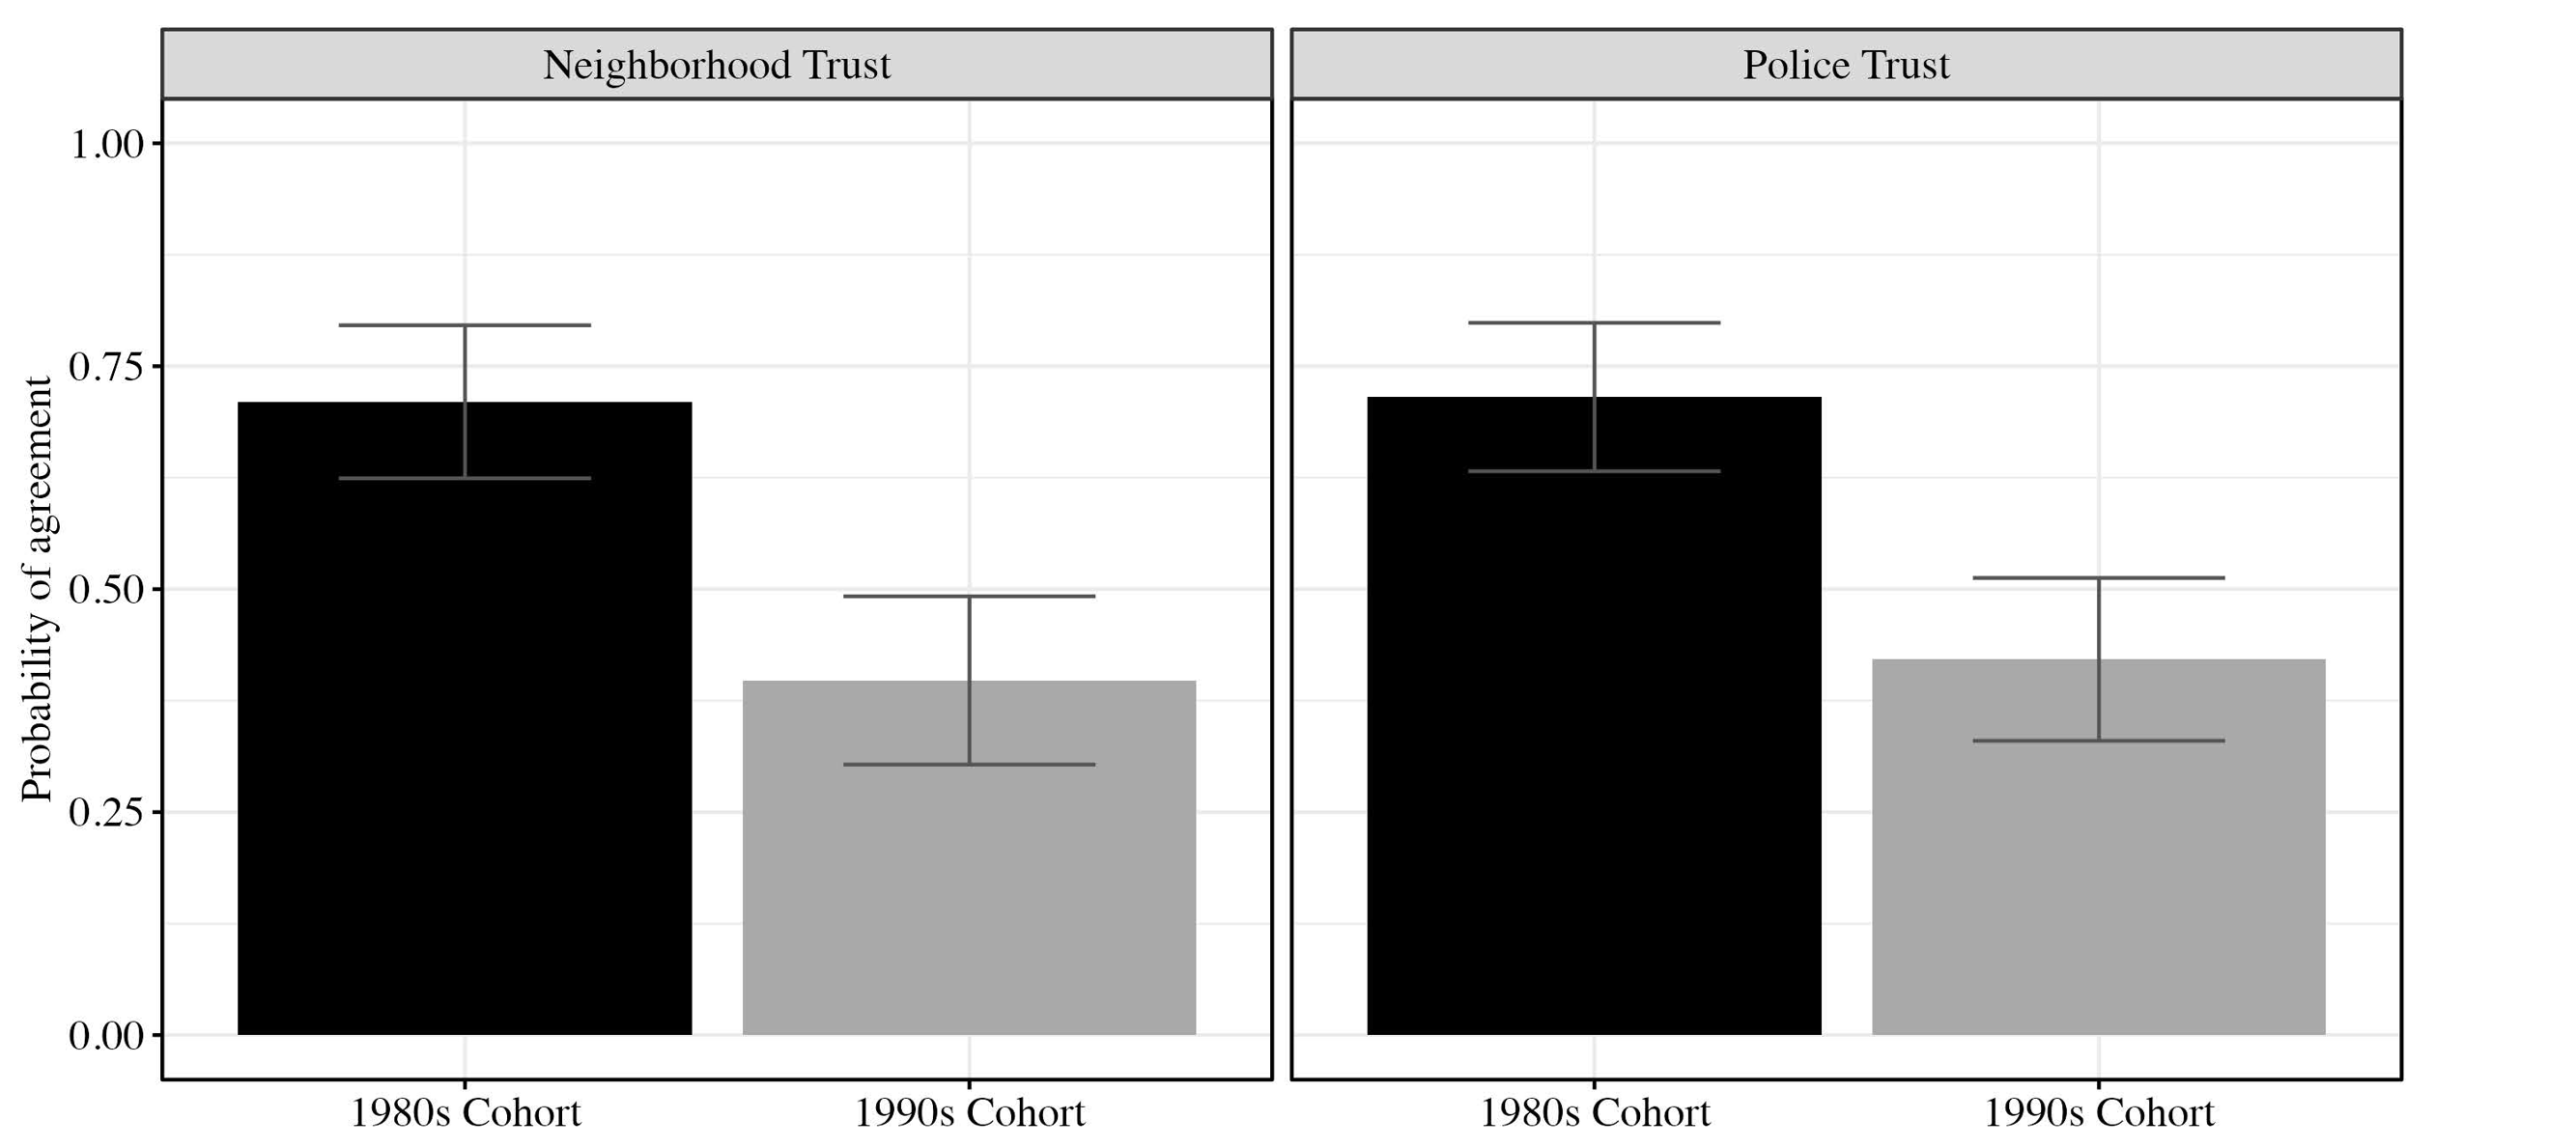 Neighborhood Trust
Police Trust
Probability of agreement
1.00
0.75
0.50
0.25
0.00
1980s Cohort
1990s Cohort
1980s Cohort
1990s Cohort